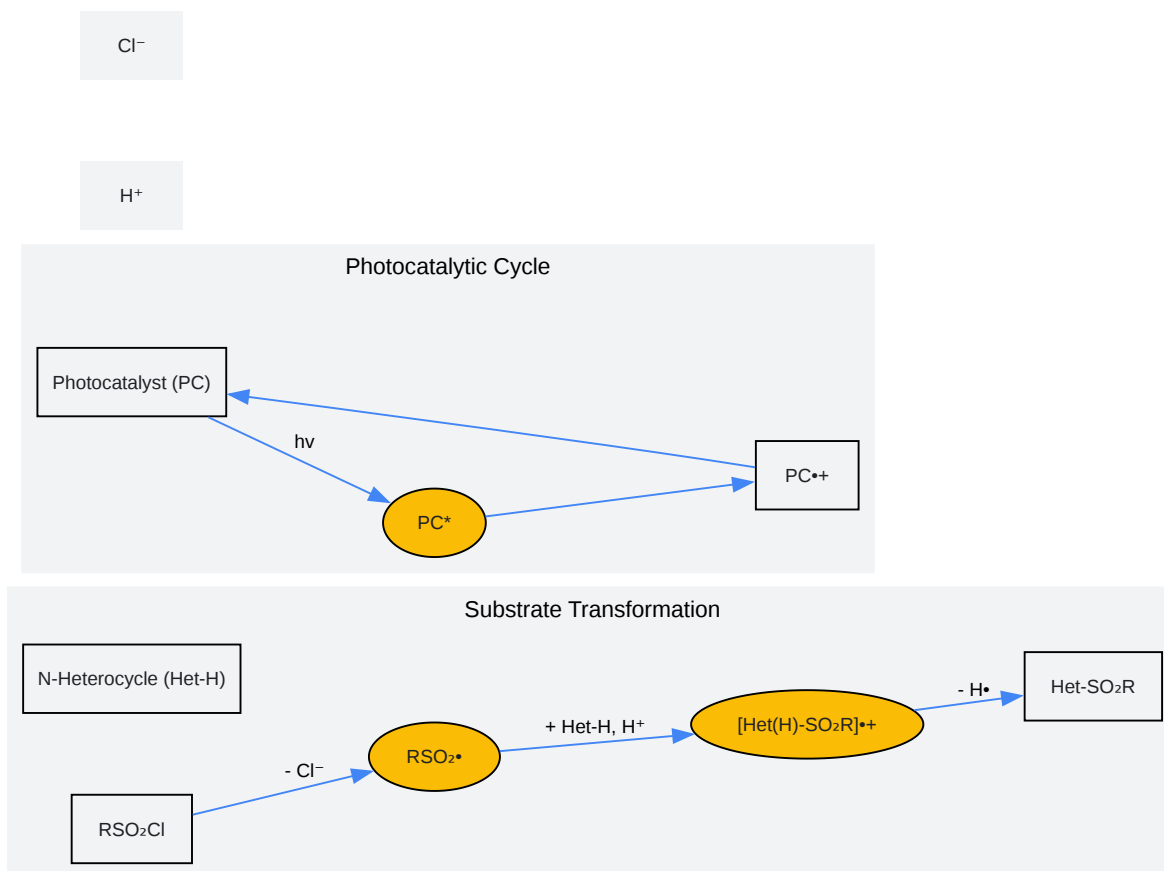 Cl⁻
H⁺
Photocatalytic Cycle
Photocatalyst (PC)
hν
PC•+
PC*
Substrate Transformation
N-Heterocycle (Het-H)
Het-SO₂R
- H•
[Het(H)-SO₂R]•+
+ Het-H, H⁺
RSO₂•
- Cl⁻
RSO₂Cl